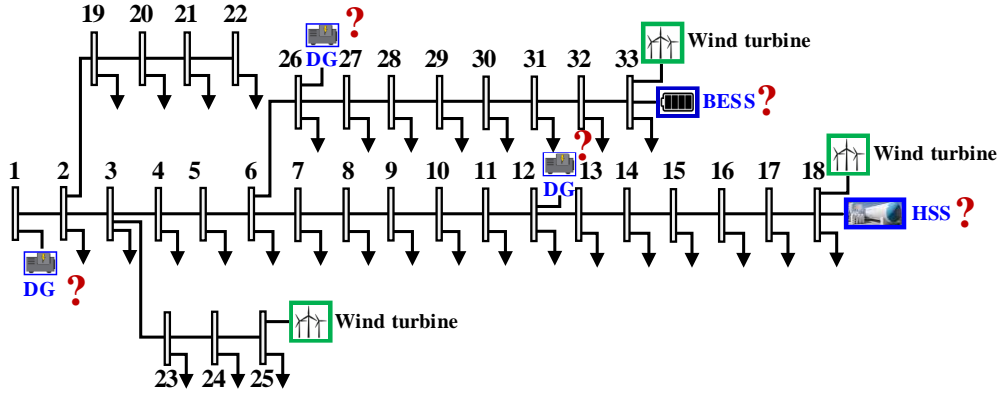 19 20 21 22
?
DG
26 27 28 29 30 31 32 33
Wind turbine
BESS ?
?
DG
1 2 3 4 5 6 7 8 9 10 11 12 13 14 15 16 17 18
Wind turbine
HSS ?
DG ?
Wind turbine
23 24 25